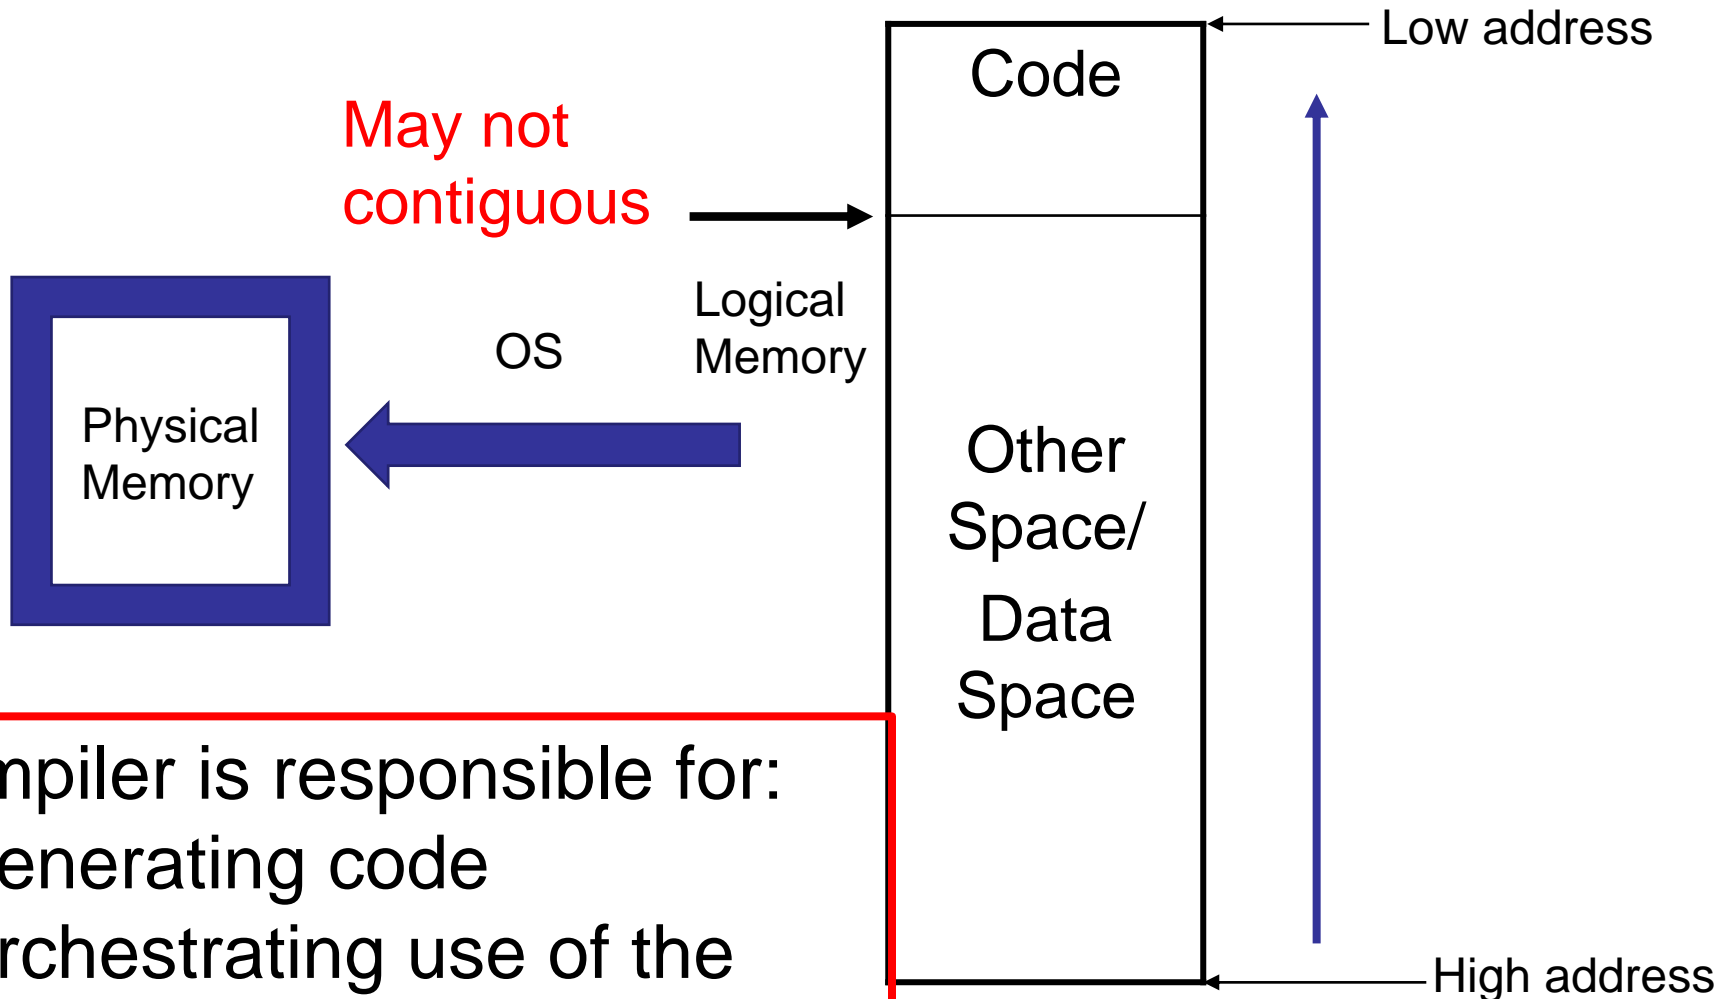 Low address
Code
May not
contiguous
Logical
Memory
OS
Physical
Memory
Other
Space/
Data
Space
mpiler is responsible for:
enerating code
rchestrating use of the
High address